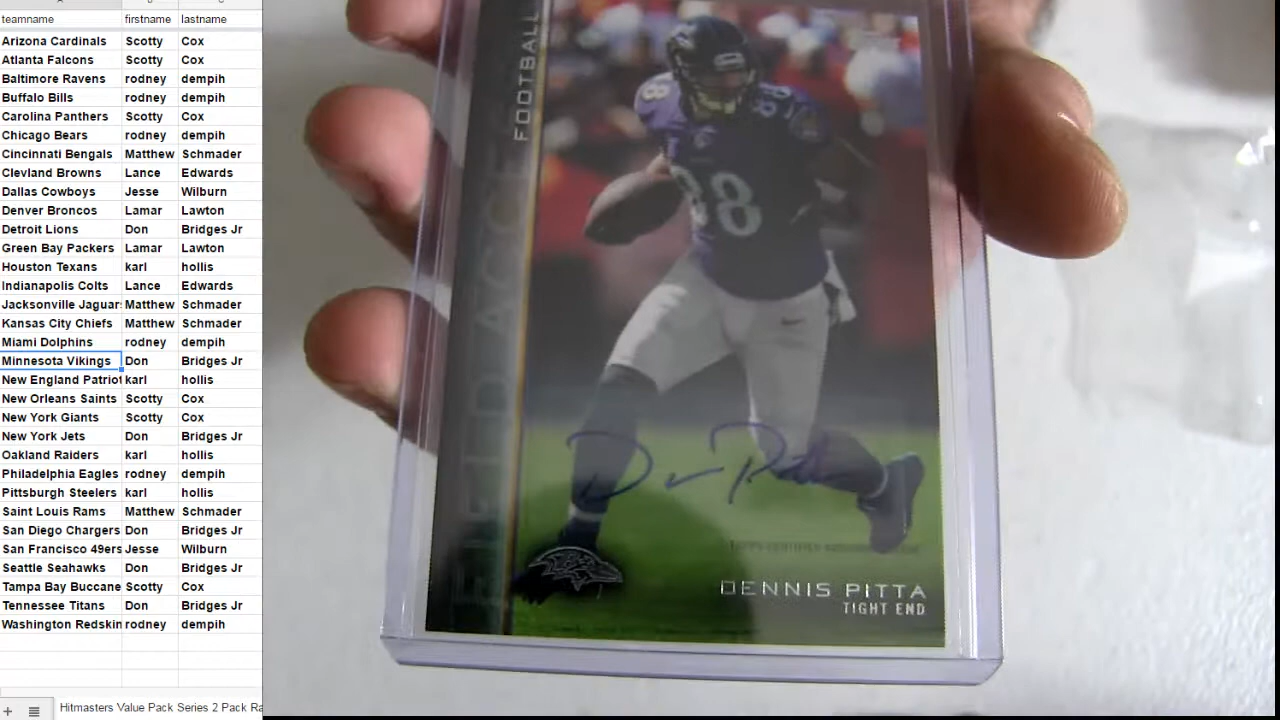 teamname firstname lastname
Arizona Cardinals Scotty Cox
Atlanta Falcons Scotty Cox
Baltimore Ravens rodney dempih
Buffalo Bills rodney dempih
Carolina Panthers Scotty Cox
Chicago Bears rodney dempih
Cincinnati Bengals Matthew Schmader
Clevland Browns Lance Edwards
Dallas Cowboys Jesse Wilburn
Denver Broncos Lamar Lawton
Detroit Lions Don Bridges Jr
Green Bay Packers Lamar Lawton
Houston Texans karl hollis
Indianapolis Colts Lance Edwards
Jacksonville Jaguar Matthew Schmader
Kansas City Chiefs Matthew Schmader
Miami Dolphins rodney dempih
Minnesota Vikings Don Bridges Jr
New England Patriot karl hollis
New Orleans Saints Scotty Cox
New York Giants Scotty Cox
New York Jets Don Bridges Jr
Oakland Raiders karl hollis
Philadelphia Eagles rodney dempih
Pittsburgh Steelers karl hollis
Saint Louis Rams Matthew Schmader
San Diego Chargers Don Bridges Jr
San Francisco 49ers Jesse Wilburn
Seattle Seahawks Don Bridges Jr
Tampa Bay Buccane Scotty Cox
Tennessee Titans Don Bridges Jr
Washington Redskin rodney dempih
Hitmasters Value Pack Series 2 Pack Ra
FIELD ACCESS
FOOTBALL
88
88
88
DENNIS PITTA
TIGHT END